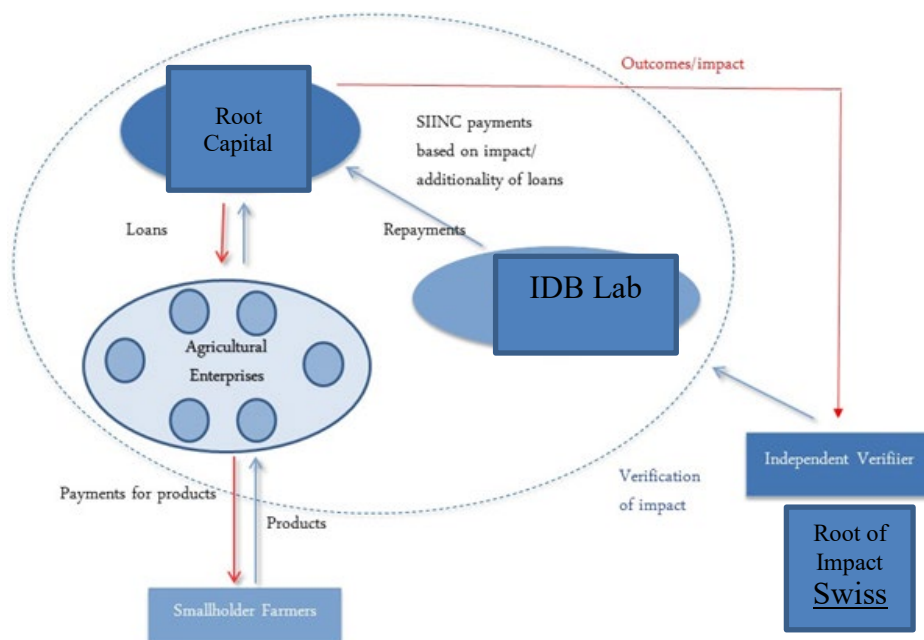 Outcomes/impact
Root
Capital
SIINC payments
based on impact/
additionality of loans
Loans
Repayments
IDB Lab
Agricultural
Enterprises
Independent Verifiier
Payments for products
Products
Verification
of impact
Root of
Impact
Swiss
Smallholder Farmers